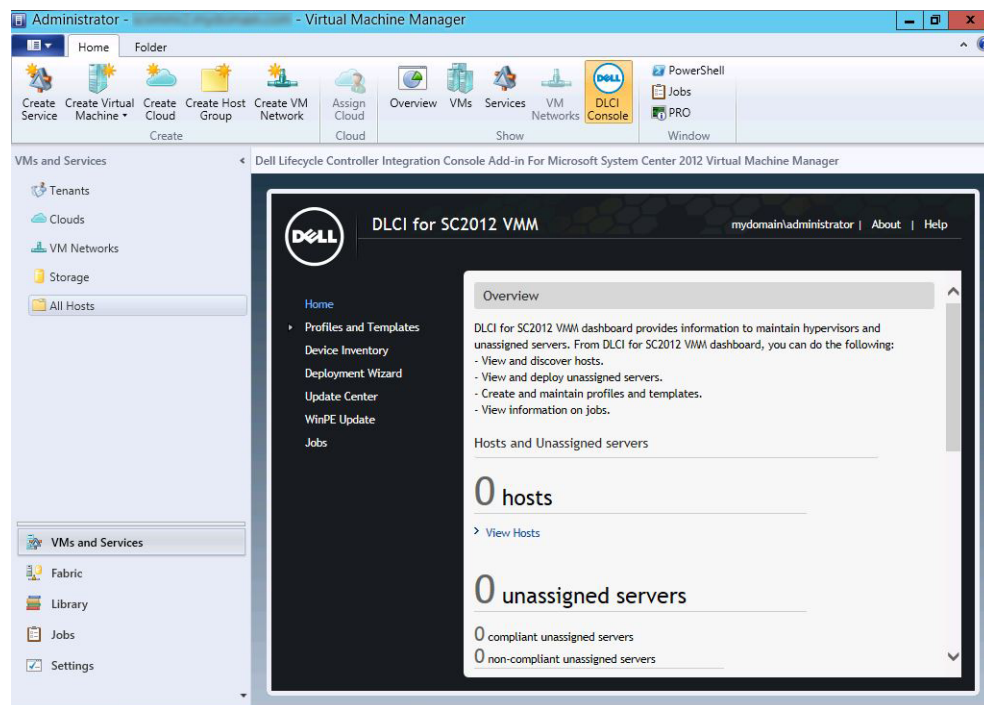 Administrator - - Virtual Machine Manager
Home Folder
Create Service
Create Virtual Machine
Create Cloud
Create Host Group
Create VM Network
Assign Cloud
Overview
VMs
Services
VM Networks
DELL
DLCI Console
PowerShell
Jobs
PRO
Create
Cloud
Show
Window
VMs and Services
Dell Lifecycle Controller Integration Console Add-in For Microsoft System Center 2012 Virtual Machine Manager
Tenants
Clouds
VM Networks
Storage
All Hosts
VMs and Services
Fabric
Library
Jobs
Settings
DELL
DLCI for SC2012 VMM
mydomain\administrator | About | Help
Home
Profiles and Templates
Device Inventory
Deployment Wizard
Update Center
WinPE Update
Jobs
Overview
DLCI for SC2012 VMM dashboard provides information to maintain hypervisors and
unassigned servers. From DLCI for SC2012 VMM dashboard, you can do the following:
- View and discover hosts.
- View and deploy unassigned servers.
- Create and maintain profiles and templates.
- View information on jobs.
Hosts and Unassigned servers
0 hosts
View Hosts
0 unassigned servers
0 compliant unassigned servers
0 non-compliant unassigned servers